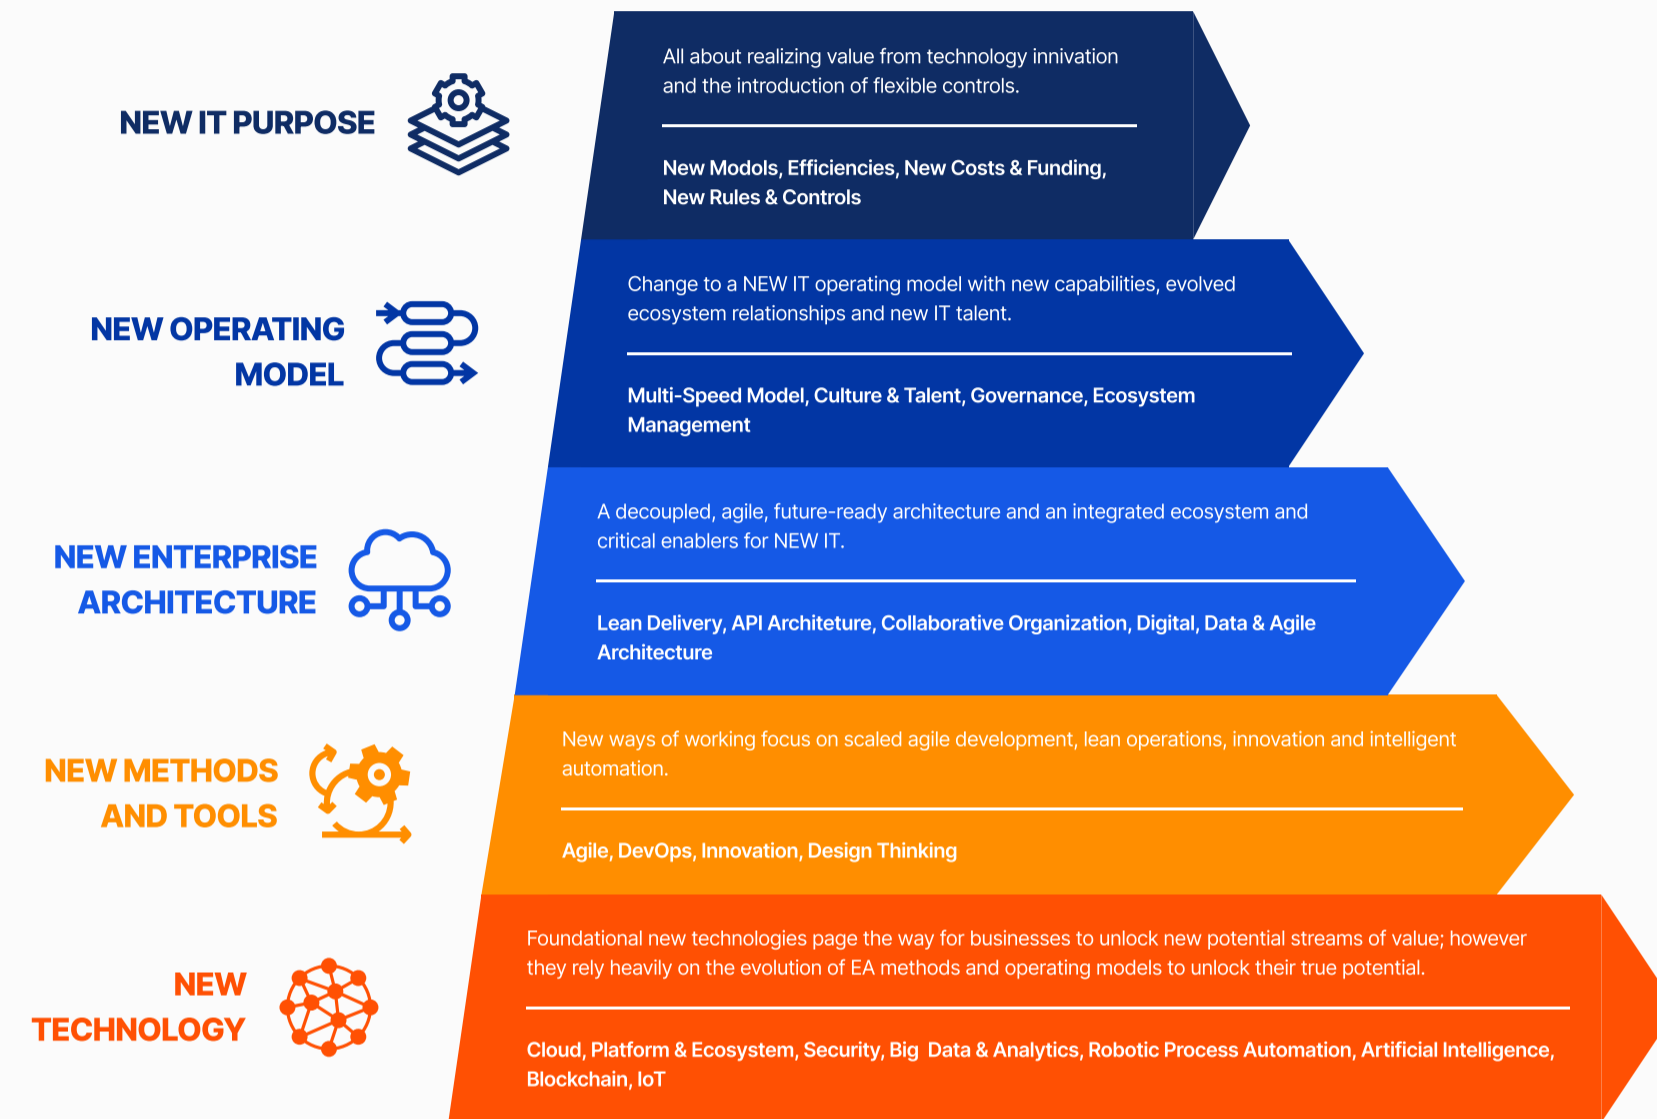 NEW IT PURPOSE
All about realizing value from technology innivation
and the introduction of flexible controls.
New Modols, Efficiencies, New Costs & Funding,
New Rules & Controls
NEW OPERATING
MODEL
Change to a NEW IT operating model with new capabilities, evolved
ecosystem relationships and new IT talent.
Multi-Speed Model, Culture & Talent, Governance, Ecosystem
Management
NEW ENTERPRISE
ARCHITECTURE
A decoupled, agile, future-ready architecture and an integrated ecosystem and
critical enablers for NEW IT.
Lean Delivery, API Architeture, Collaborative Organization, Digital, Data & Agile
Architecture
NEW METHODS
AND TOOLS
New ways of working focus on scaled agile development, lean operations, innovation and intelligent
automation.
Agile, DevOps, Innovation, Design Thinking
NEW
TECHNOLOGY
Foundational new technologies page the way for businesses to unlock new potential streams of value; however
they rely heavily on the evolution of EA methods and operating models to unlock their true potential.
Cloud, Platform & Ecosystem, Security, Big  Data & Analytics, Robotic Process Automation, Artificial Intelligence,
Blockchain, IoT